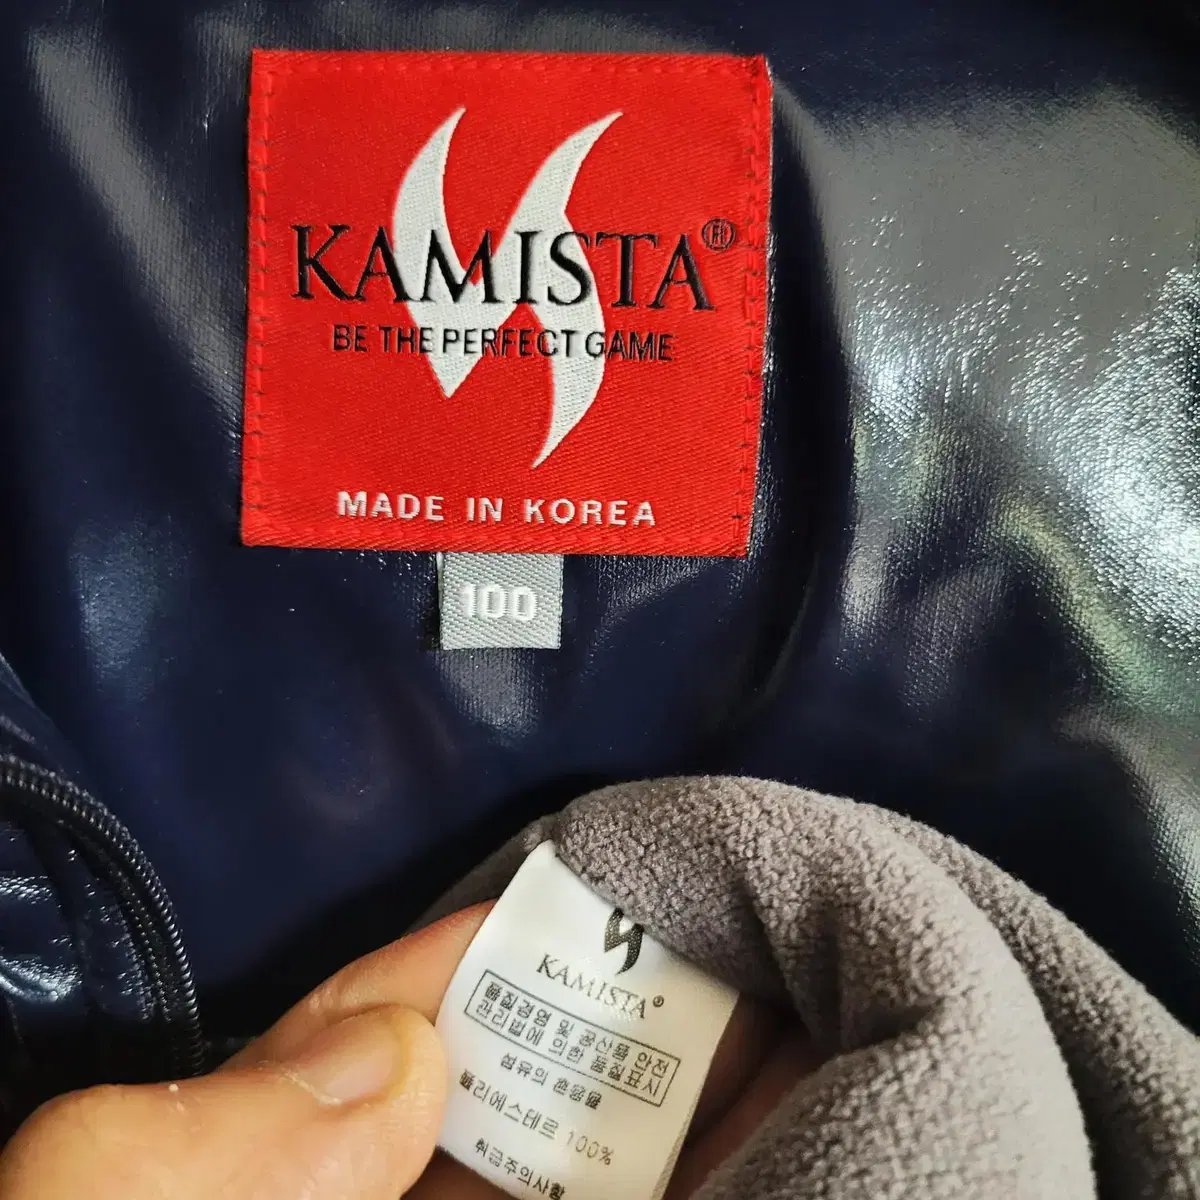 KAMISTA®
BE THE PERFECT GAME
MADE IN KOREA
100
KAMISTA®
품질경영 및 공산품 안전
관리법에 의한 품질표시
섬유의 혼용률
폴리에스테르 100%
취급주의사항